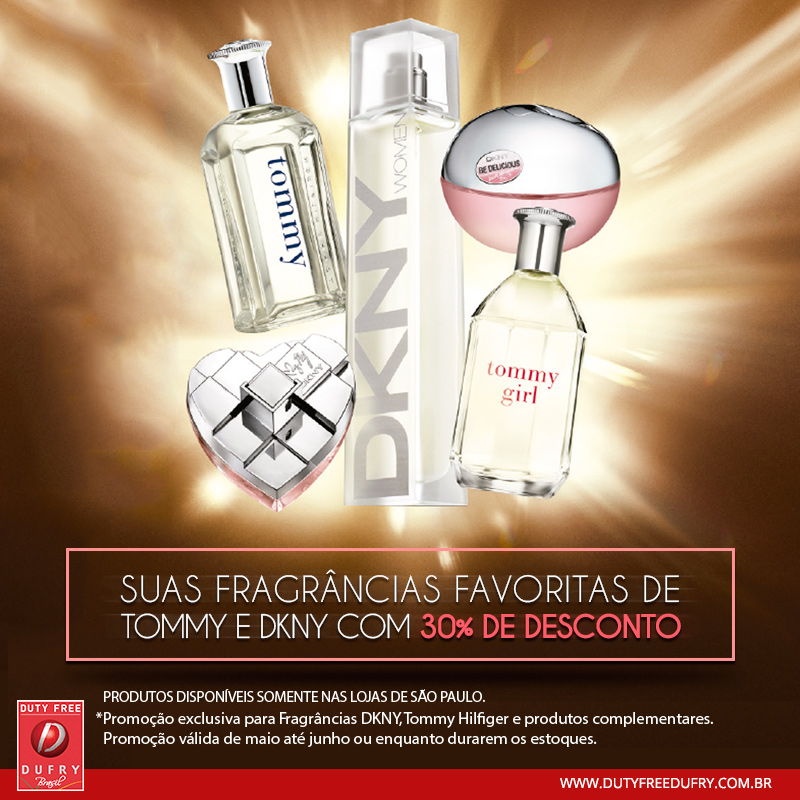 tommy
DKNY
WOMEN
DKNY
BE DELICIOUS
tommy
girl
DKNY
SUAS FRAGRÂNCIAS FAVORITAS DE
TOMMY E DKNY COM 30% DE DESCONTO
PRODUTOS DISPONÍVEIS SOMENTE NAS LOJAS DE SÃO PAULO.
*Promoção exclusiva para Fragrâncias DKNY,Tommy Hilfiger e produtos complementares.
Promoção válida de maio até junho ou enquanto durarem os estoques.
DUTY FREE
DUFRY
Brasil
WWW.DUTYFREEDUFRY.COM.BR